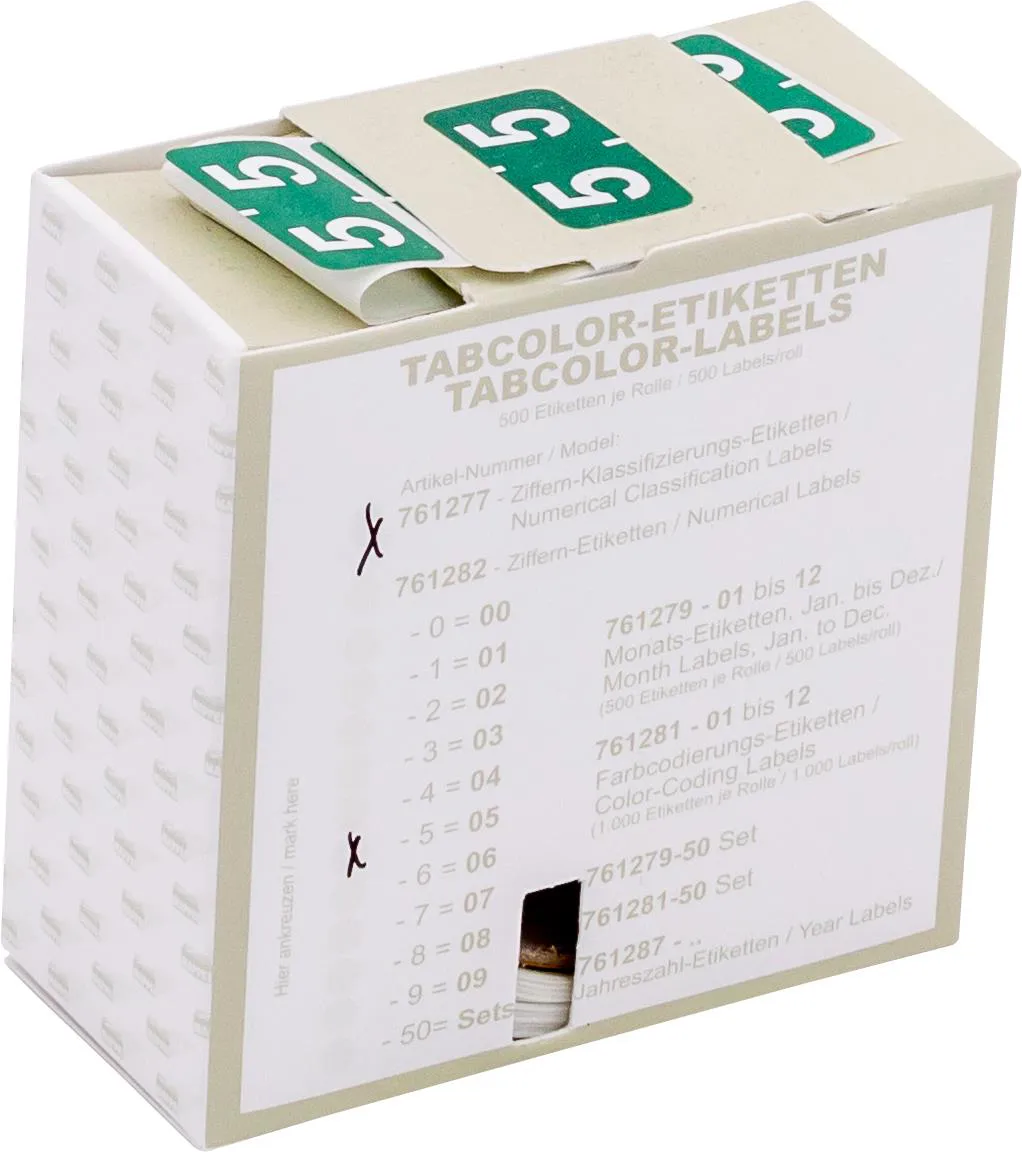 5 5
5 5
5 5
TABCOLOR-ETIKETTEN
TABCOLOR-LABELS
500 Etiketten je Rolle / 500 Labels/roll
Artikel-Nummer / Model:
X 761277 - Ziffern-Klassifizierungs-Etiketten /
Numerical Classification Labels
761282 - Ziffern-Etiketten / Numerical Labels
- 0 = 00
- 1 = 01
- 2 = 02
- 3 = 03
- 4 = 04
X - 5 = 05
- 6 = 06
- 7 = 07
- 8 = 08
- 9 = 09
- 50= Sets
761279 - 01 bis 12
Monats-Etiketten, Jan. bis Dez./
Month Labels, Jan. to Dec.
(500 Etiketten je Rolle / 500 Labels/roll)
761281 - 01 bis 12
Farbcodierungs-Etiketten /
Color-Coding Labels
(1.000 Etiketten je Rolle / 1.000 Labels/roll)
761279-50 Set
761281-50 Set
761287 - ..
Jahreszahl-Etiketten / Year Labels
Hier ankreuzen / mark here